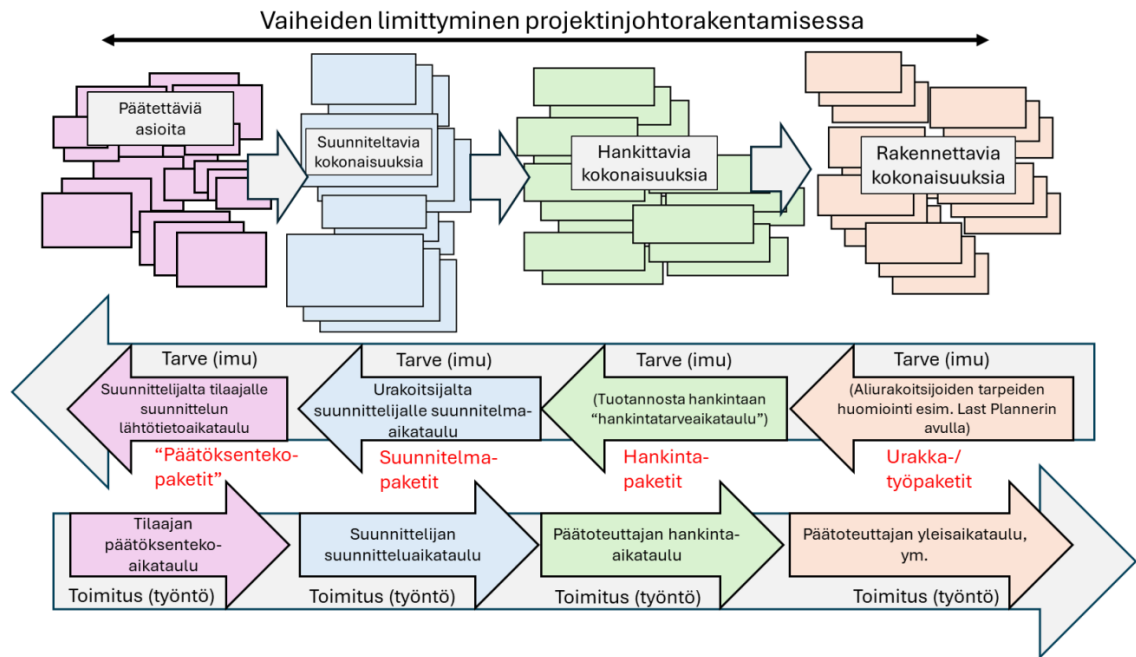 Vaiheiden limittyminen projektinjohtorakentamisessa
Päätettäviä
asioita
Suunniteltavia
kokonaisuuksia
Hankittavia
kokonaisuuksia
Rakennettavia
kokonaisuuksia
Tarve (imu)
Suunnittelijalta tilaajalle
suunnittelun
lähtötietoaikataulu
Tarve (imu)
Urakoitsijalta
suunnittelijalle suunnitelma-
aikataulu
Tarve (imu)
(Tuotannosta hankintaan
“hankintatarveaikataulu”)
Tarve (imu)
(Aliurakoitsijoiden tarpeiden
huomiointi esim. Last Plannerin
avulla)
“Päätöksenteko-
paketit”
Suunnitelma-
paketit
Hankinta-
paketit
Urakka-/
työpaketit
Tilaajan
päätöksenteko-
aikataulu
Toimitus (työntö)
Suunnittelijan
suunnitteluaikataulu
Toimitus (työntö)
Päätoteuttajan hankinta-
aikataulu
Toimitus (työntö)
Päätoteuttajan yleisaikataulu,
ym.
Toimitus (työntö)